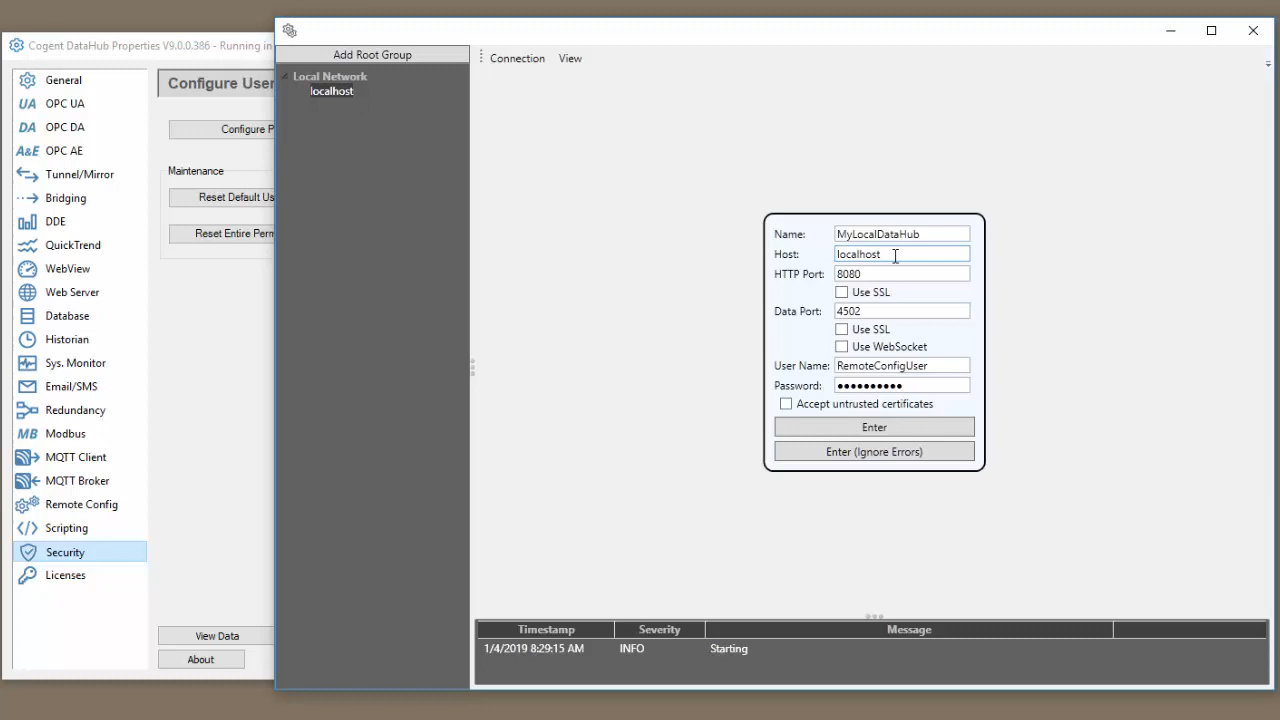 Cogent DataHub Properties V9.0.0.386 - Running in
General
UA OPC UA
DA OPC DA
A&E OPC AE
Tunnel/Mirror
Bridging
DDE
QuickTrend
WebView
Web Server
Database
Historian
Sys. Monitor
Email/SMS
Redundancy
MB Modbus
MQTT Client
MQTT Broker
Remote Config
Scripting
Security
Licenses
Configure User
Configure P
Maintenance
Reset Default Us
Reset Entire Perm
View Data
About
Add Root Group
Local Network
localhost
Connection View
Name: MyLocalDataHub
Host: localhost
HTTP Port: 8080
Use SSL
Data Port: 4502
Use SSL
Use WebSocket
User Name: RemoteConfigUser
Password: ●●●●●●●●●●
Accept untrusted certificates
Enter
Enter (Ignore Errors)
Timestamp Severity Message
1/4/2019 8:29:15 AM INFO Starting